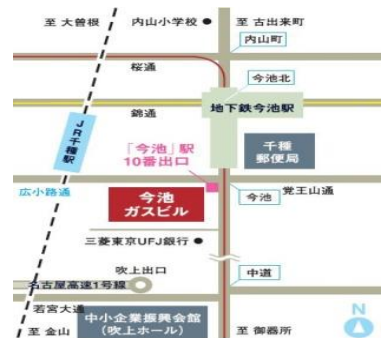 至 大曽根
内山小学校
至 古出来町
内山町
桜通
今池北
地下鉄今池駅
錦通
JR千種駅
「今池」駅
10番出口
千種
郵便局
広小路通
今池
ガスビル
今池
覚王山通
三菱東京UFJ銀行
吹上出口
中道
名古屋高速1号線
若宮大通
中小企業振興会館
(吹上ホール)
至 金山
至 御器所
N